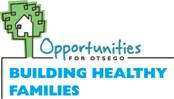 Opportunities
FOR OTSEGO
BUILDING HEALTHY
FAMILIES